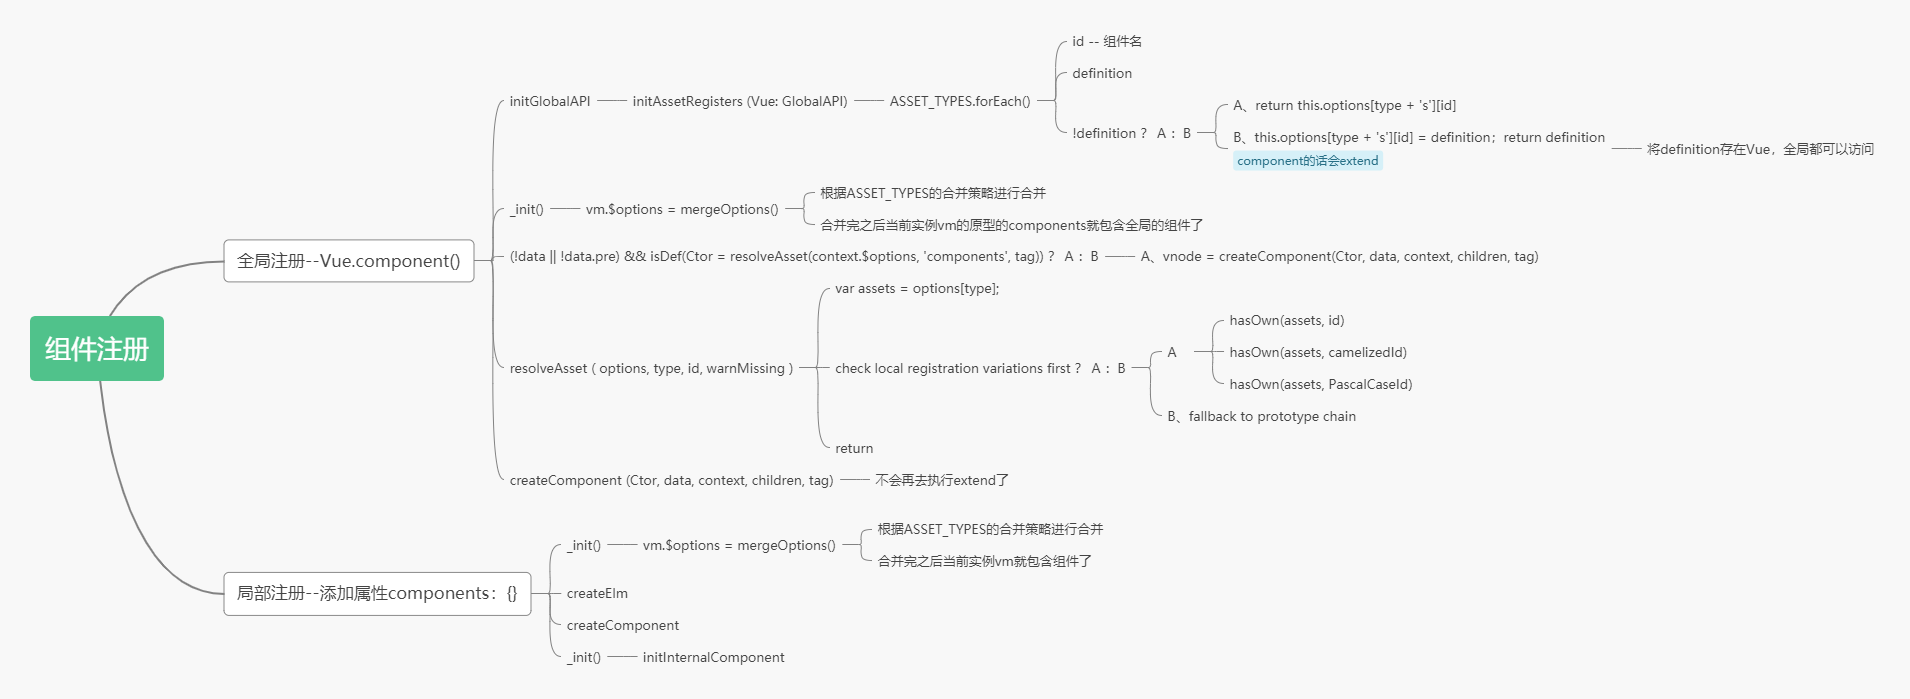 组件注册
全局注册--Vue.component()
initGlobalAPI
initAssetRegisters (Vue: GlobalAPI)
ASSET_TYPES.forEach()
id -- 组件名
definition
!definition ? A : B
A、return this.options[type + 's'][id]
B、this.options[type + 's'][id] = definition; return definition
component的话会extend
将definition存在Vue，全局都可以访问
_init()
vm.$options = mergeOptions()
根据ASSET_TYPES的合并策略进行合并
合并完之后当前实例vm的原型的components就包含全局的组件了
(!data || !data.pre) && isDef(Ctor = resolveAsset(context.$options, 'components', tag)) ? A : B
A、vnode = createComponent(Ctor, data, context, children, tag)
resolveAsset ( options, type, id, warnMissing )
var assets = options[type];
check local registration variations first ? A : B
A
hasOwn(assets, id)
hasOwn(assets, camelizedId)
hasOwn(assets, PascalCaseId)
B、fallback to prototype chain
return
createComponent (Ctor, data, context, children, tag)
不会再去执行extend了
局部注册--添加属性components：{}
_init()
vm.$options = mergeOptions()
根据ASSET_TYPES的合并策略进行合并
合并完之后当前实例vm就包含组件了
createElm
createComponent
_init()
initInternalComponent